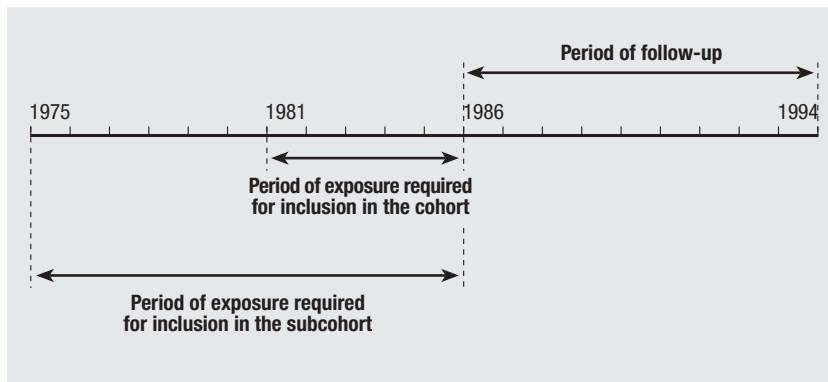 Period of follow-up
1975 1981 1986 1994
Period of exposure required
for inclusion in the cohort
Period of exposure required
for inclusion in the subcohort